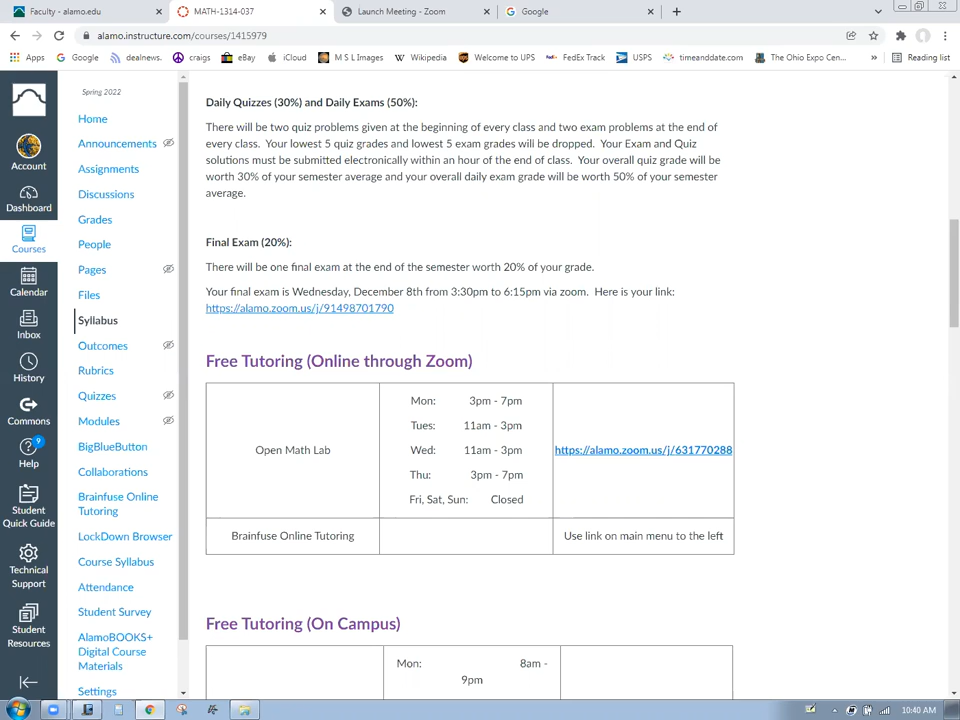 Faculty - alamo.edu
MATH-1314-037
Launch Meeting - Zoom
Google
alamo.instructure.com/courses/1415979
Apps
Google
dealnews.
craigs
eBay
iCloud
M S L Images
Wikipedia
Welcome to UPS
FedEx Track
USPS
timeanddate.com
The Ohio Expo Cen...
»
Reading list
Account
Dashboard
Courses
Calendar
Inbox
History
Commons
9
Help
Student
Quick Guide
Technical
Support
Student
Resources
Spring 2022
Home
Announcements
Assignments
Discussions
Grades
People
Pages
Files
Syllabus
Outcomes
Rubrics
Quizzes
Modules
BigBlueButton
Collaborations
Brainfuse Online
Tutoring
LockDown Browser
Course Syllabus
Attendance
Student Survey
AlamoBOOKS+
Digital Course
Materials
Settings
Daily Quizzes (30%) and Daily Exams (50%):
There will be two quiz problems given at the beginning of every class and two exam problems at the end of
every class. Your lowest 5 quiz grades and lowest 5 exam grades will be dropped. Your Exam and Quiz
solutions must be submitted electronically within an hour of the end of class. Your overall quiz grade will be
worth 30% of your semester average and your overall daily exam grade will be worth 50% of your semester
average.
Final Exam (20%):
There will be one final exam at the end of the semester worth 20% of your grade.
Your final exam is Wednesday, December 8th from 3:30pm to 6:15pm via zoom. Here is your link:
https://alamo.zoom.us/j/91498701790
Free Tutoring (Online through Zoom)
Open Math Lab
Mon: 3pm - 7pm
Tues: 11am - 3pm
Wed: 11am - 3pm
Thu: 3pm - 7pm
Fri, Sat, Sun: Closed
https://alamo.zoom.us/j/631770288
Brainfuse Online Tutoring
Use link on main menu to the left
Free Tutoring (On Campus)
Mon: 8am -
9pm
10:40 AM